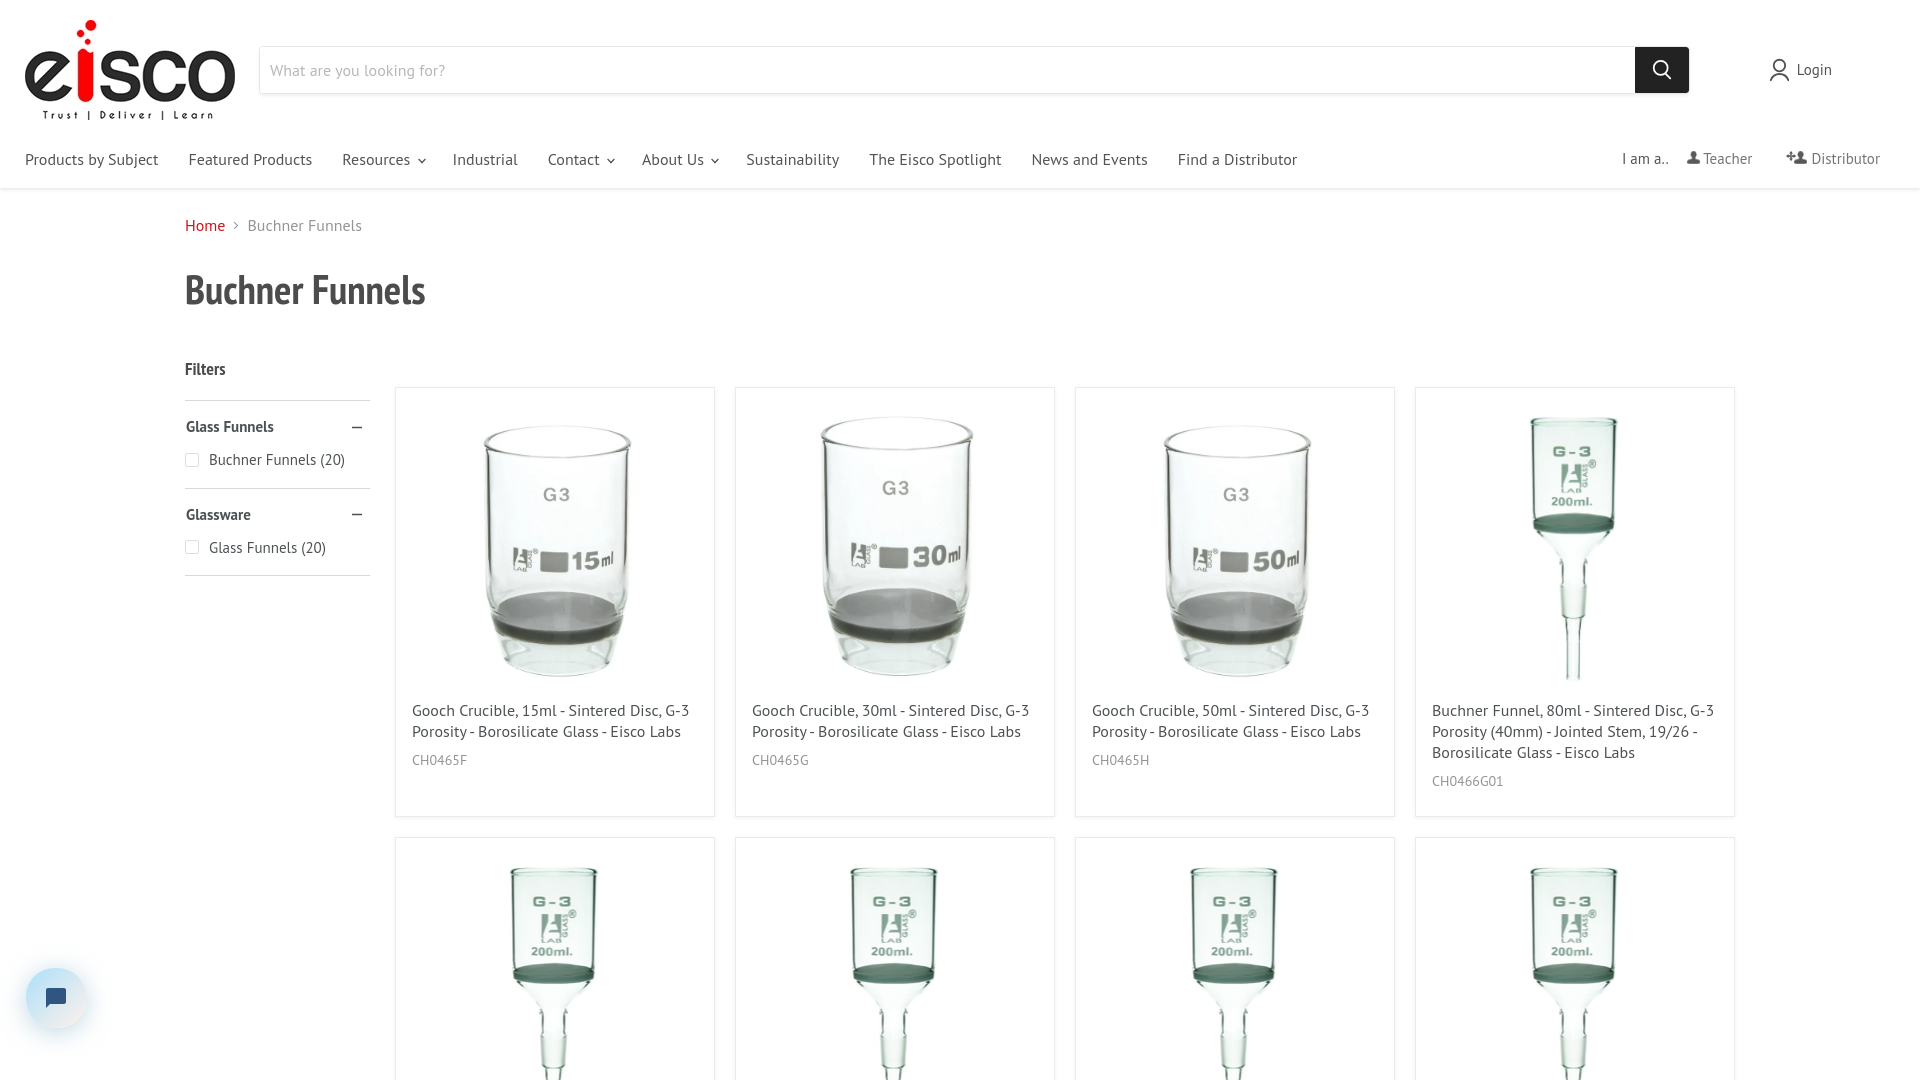 eisco
Trust | Deliver | Learn
What are you looking for?
Login
Products by Subject
Featured Products
Resources
Industrial
Contact
About Us
Sustainability
The Eisco Spotlight
News and Events
Find a Distributor
I am a..
Teacher
Distributor
Home
Buchner Funnels
Buchner Funnels
Filters
Glass Funnels
Buchner Funnels (20)
Glassware
Glass Funnels (20)
G3
LAB GLASS ® 15ml
Gooch Crucible, 15ml - Sintered Disc, G-3
Porosity - Borosilicate Glass - Eisco Labs
CH0465F
G3
LAB GLASS ® 30ml
Gooch Crucible, 30ml - Sintered Disc, G-3
Porosity - Borosilicate Glass - Eisco Labs
CH0465G
G3
LAB GLASS ® 50ml
Gooch Crucible, 50ml - Sintered Disc, G-3
Porosity - Borosilicate Glass - Eisco Labs
CH0465H
G-3
LAB GLASS ®
200ml.
Buchner Funnel, 80ml - Sintered Disc, G-3
Porosity (40mm) - Jointed Stem, 19/26 -
Borosilicate Glass - Eisco Labs
CH0466G01
G-3
LAB GLASS ®
200ml.
G-3
LAB GLASS ®
200ml.
G-3
LAB GLASS ®
200ml.
G-3
LAB GLASS ®
200ml.